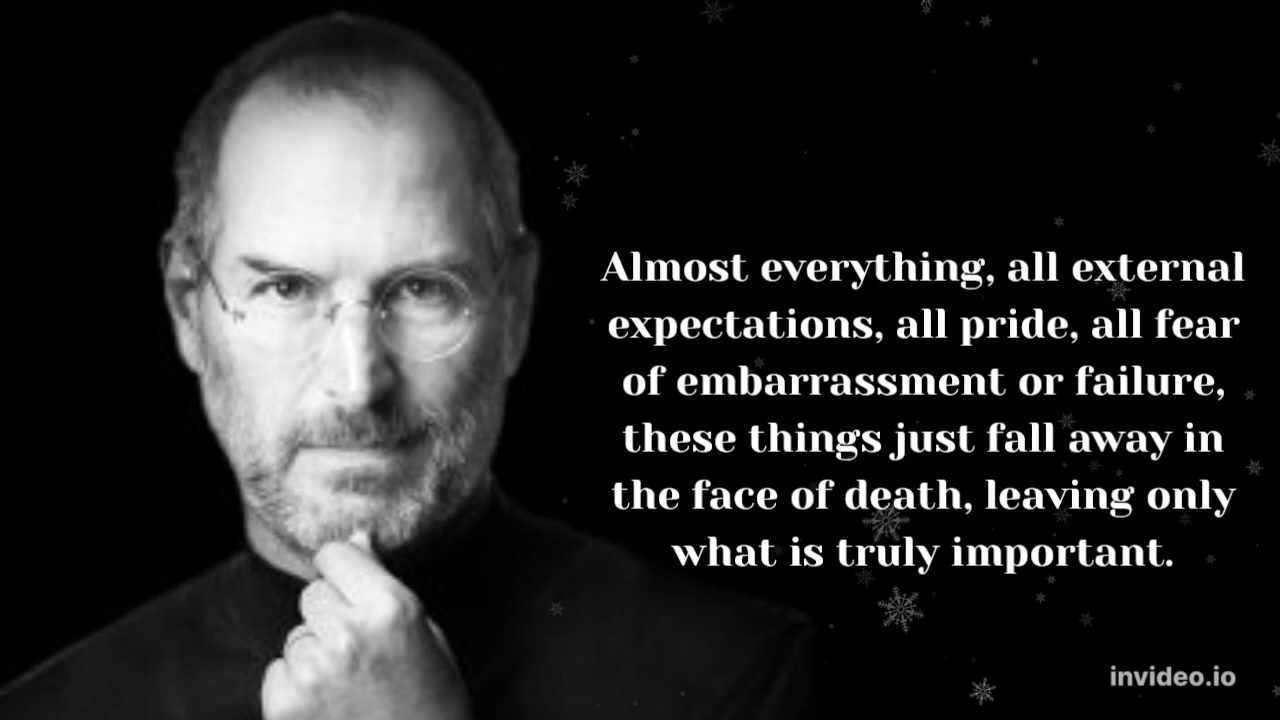 Almost everything, all external
expectations, all pride, all fear
of embarrassment or failure,
these things just fall away in
the face of death, leaving only
what is truly important.
invideo.io